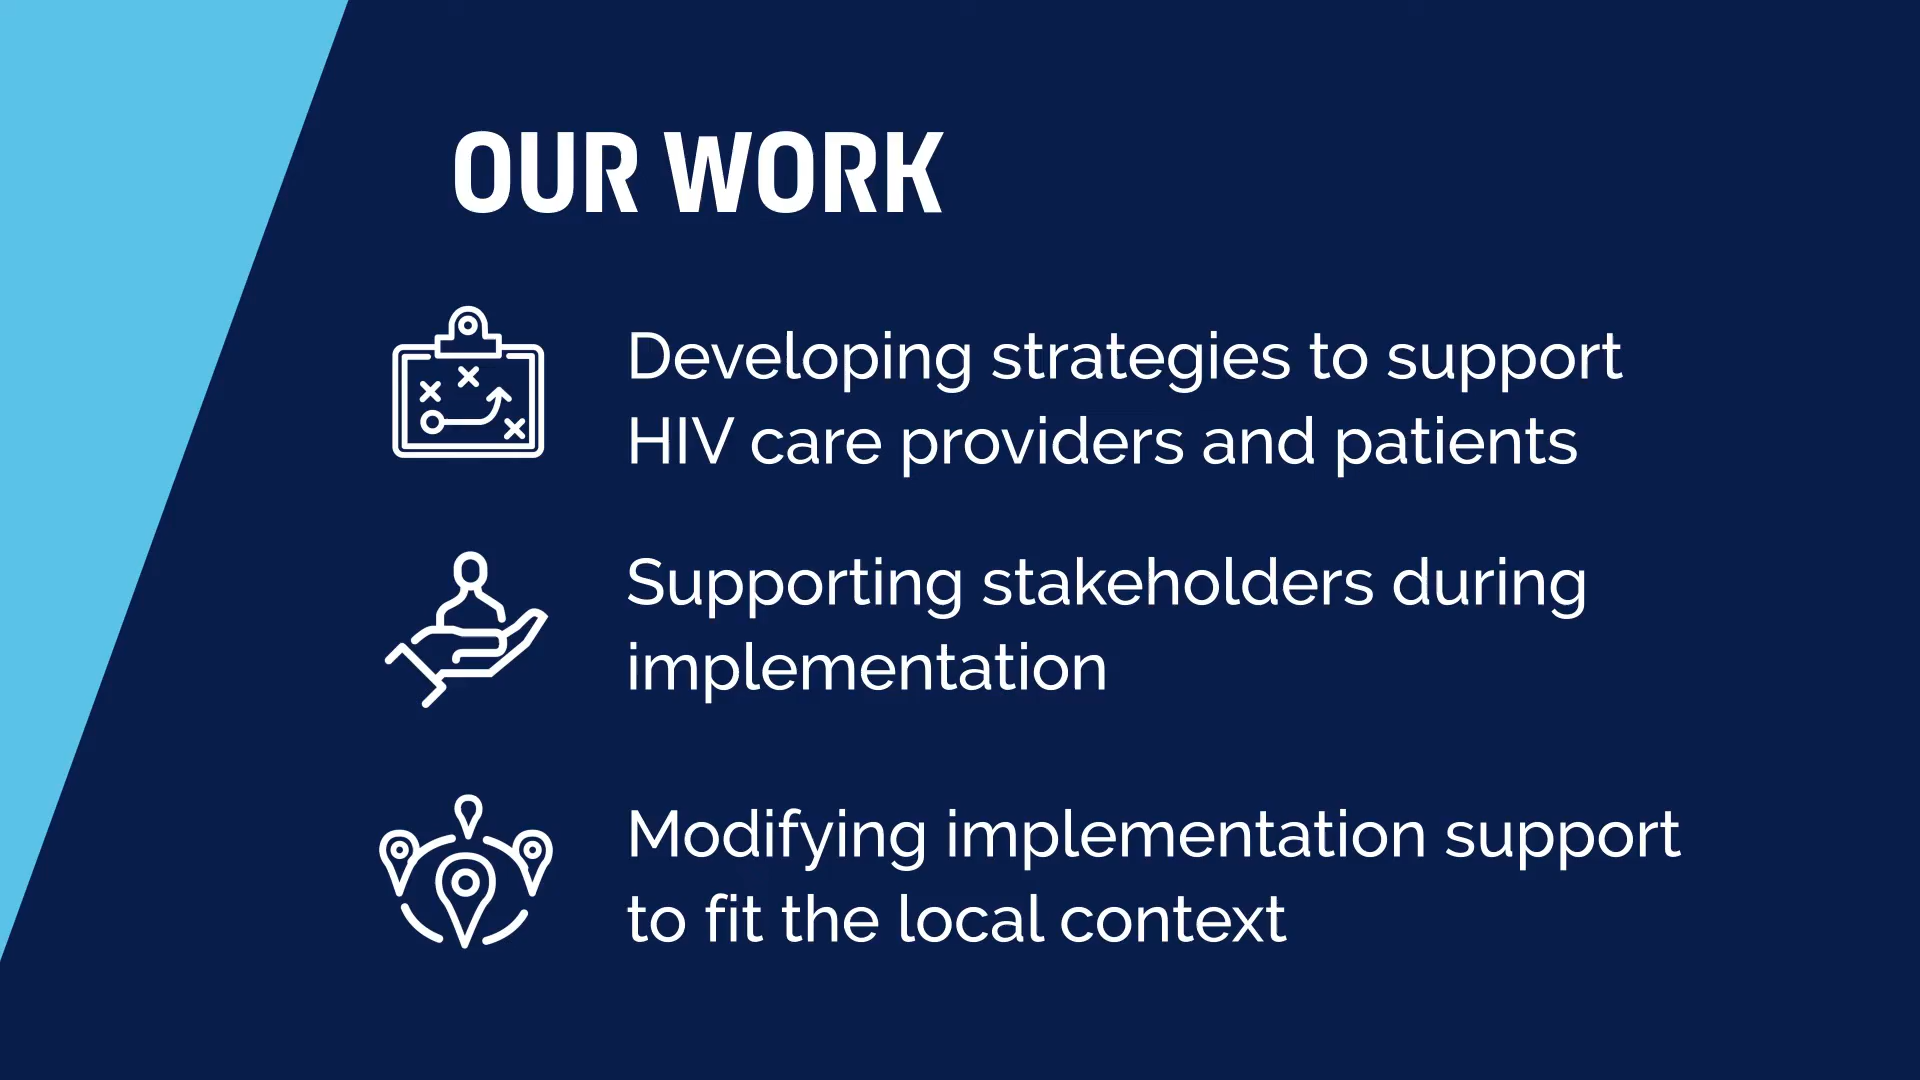 OUR WORK
Developing strategies to support
HIV care providers and patients
Supporting stakeholders during
implementation
Modifying implementation support
to fit the local context